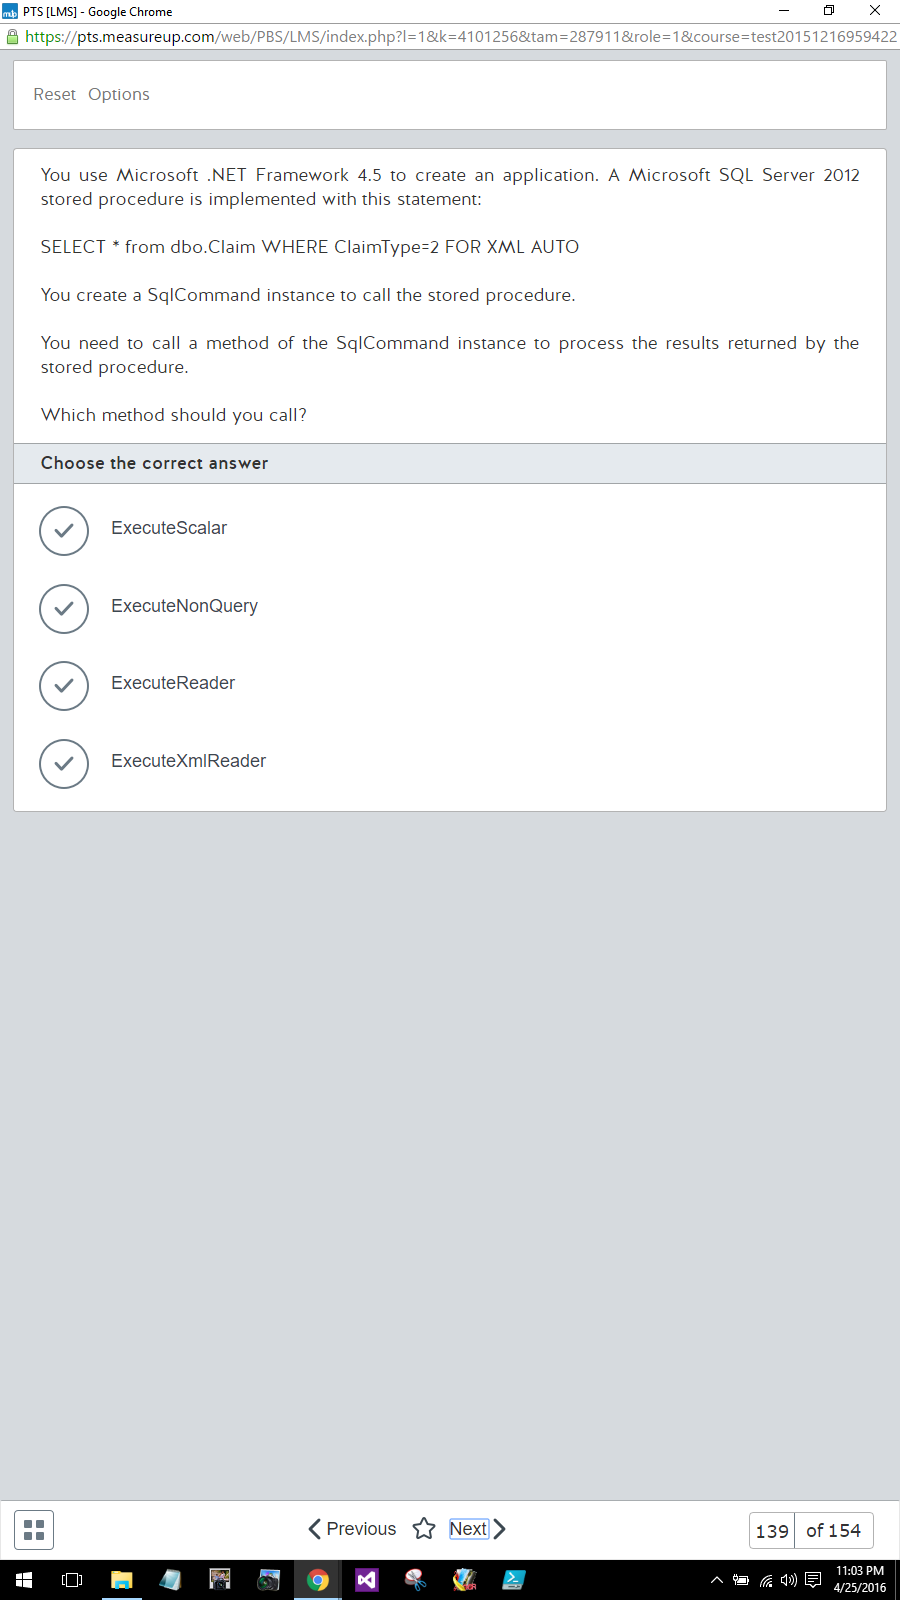 PTS [LMS] - Google Chrome
https://pts.measureup.com/web/PBS/LMS/index.php?l=1&k=4101256&tam=287911&role=1&course=test20151216959422
Reset Options
You use Microsoft .NET Framework 4.5 to create an application. A Microsoft SQL Server 2012
stored procedure is implemented with this statement:
SELECT * from dbo.Claim WHERE ClaimType=2 FOR XML AUTO
You create a SqlCommand instance to call the stored procedure.
You need to call a method of the SqlCommand instance to process the results returned by the
stored procedure.
Which method should you call?
Choose the correct answer
ExecuteScalar
ExecuteNonQuery
ExecuteReader
ExecuteXmlReader
Previous Next 139 of 154
11:03 PM
4/25/2016